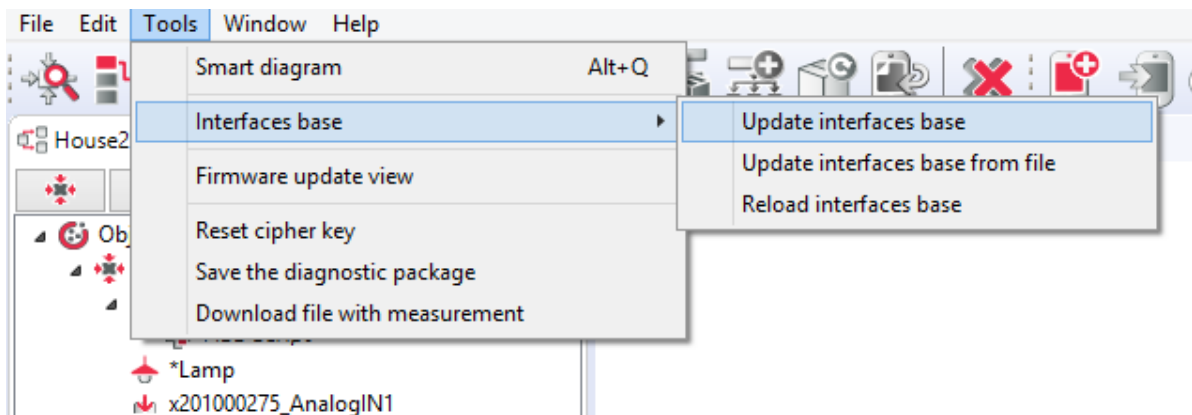 File Edit Tools Window Help
Smart diagram Alt+Q
Interfaces base
Update interfaces base
House2
Update interfaces base from file
Firmware update view
Reload interfaces base
Reset cipher key
Save the diagnostic package
Download file with measurement
*Lamp
x201000275_AnalogIN1